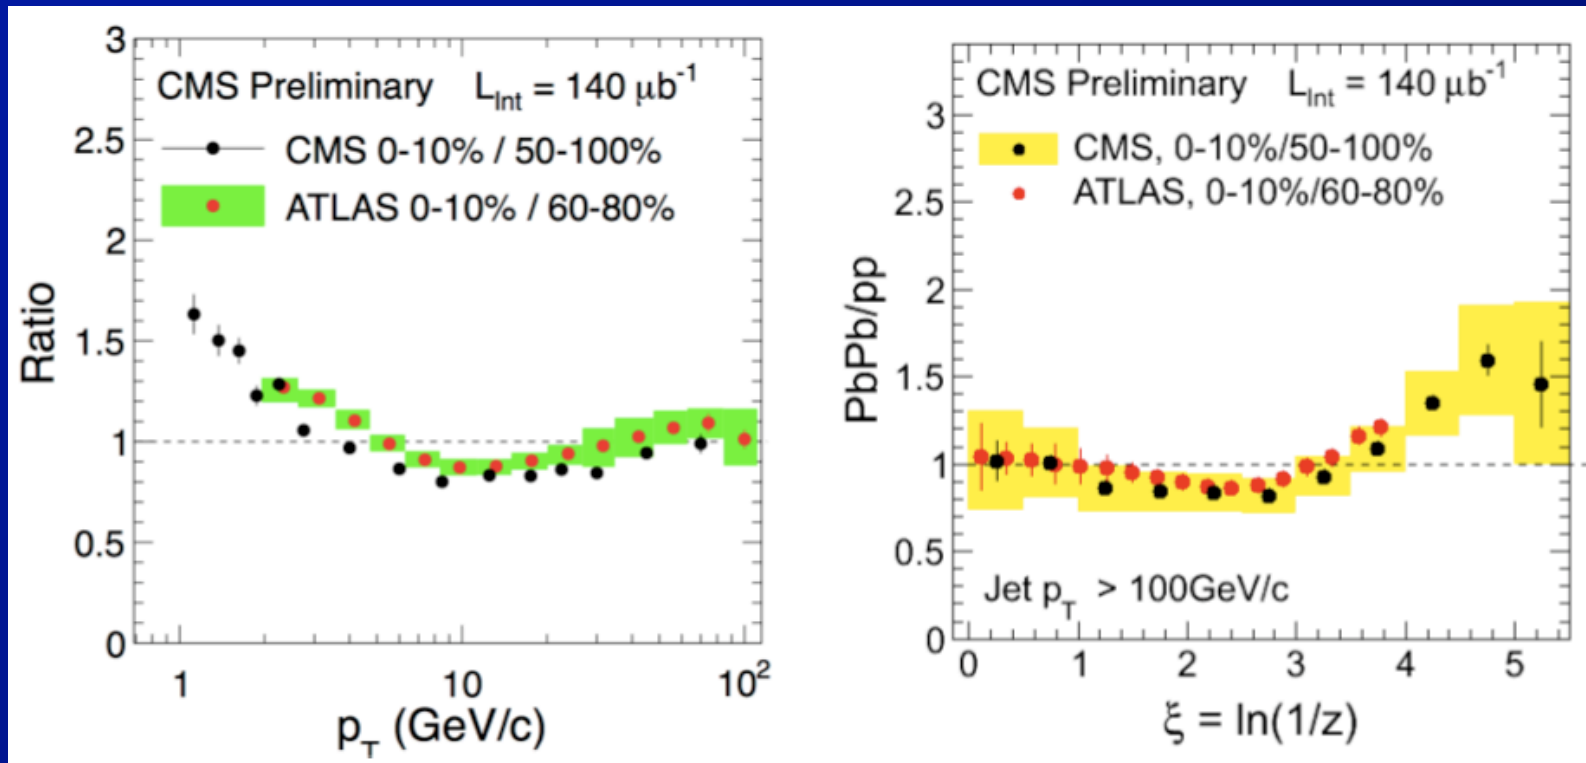 CMS Preliminary L_Int = 140 μb⁻¹
CMS 0-10% / 50-100%
ATLAS 0-10% / 60-80%
Ratio
3
2.5
2
1.5
1
0.5
0
1 10 10²
p_T (GeV/c)
CMS Preliminary L_Int = 140 μb⁻¹
CMS, 0-10%/50-100%
ATLAS, 0-10%/60-80%
PbPb/pp
3
2.5
2
1.5
1
0.5
0
Jet p_T > 100GeV/c
0 1 2 3 4 5
ξ = ln(1/z)